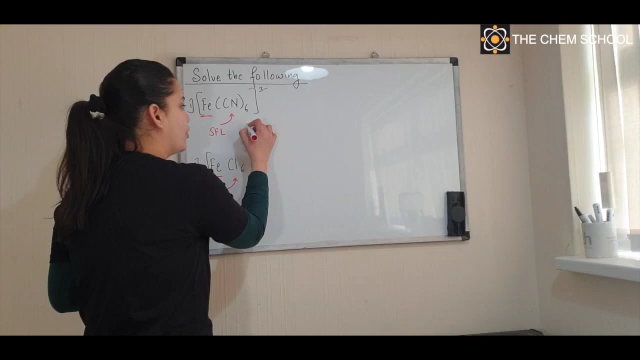 THE CHEM SCHOOL
Solve the following
[Fe(CN)6]3-
SFL
[Fe Cl6